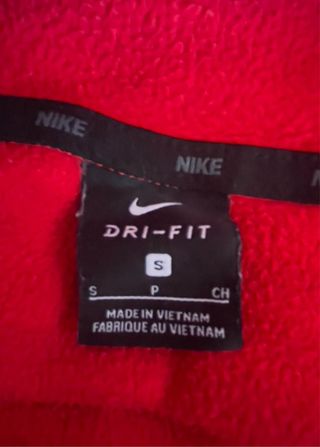 NIKE
NIKE
DRI-FIT
S
S P CH
MADE IN VIETNAM
FABRIQUE AU VIETNAM